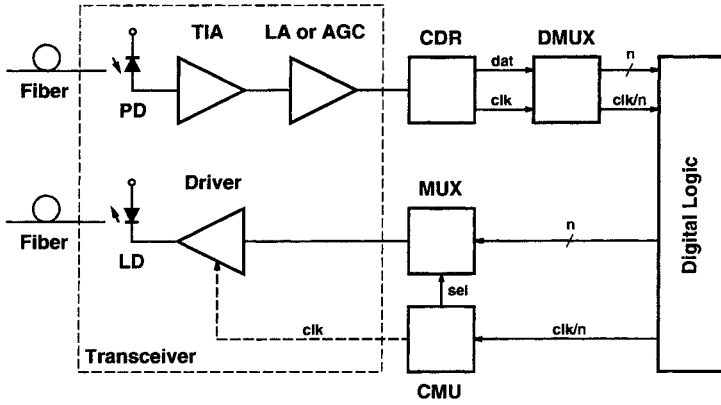 TIA
LA or AGC
CDR
DMUX
dat
n
clk
clk/n
Fiber
PD
Digital Logic
Driver
MUX
n
Fiber
LD
sel
clk
clk/n
Transceiver
CMU